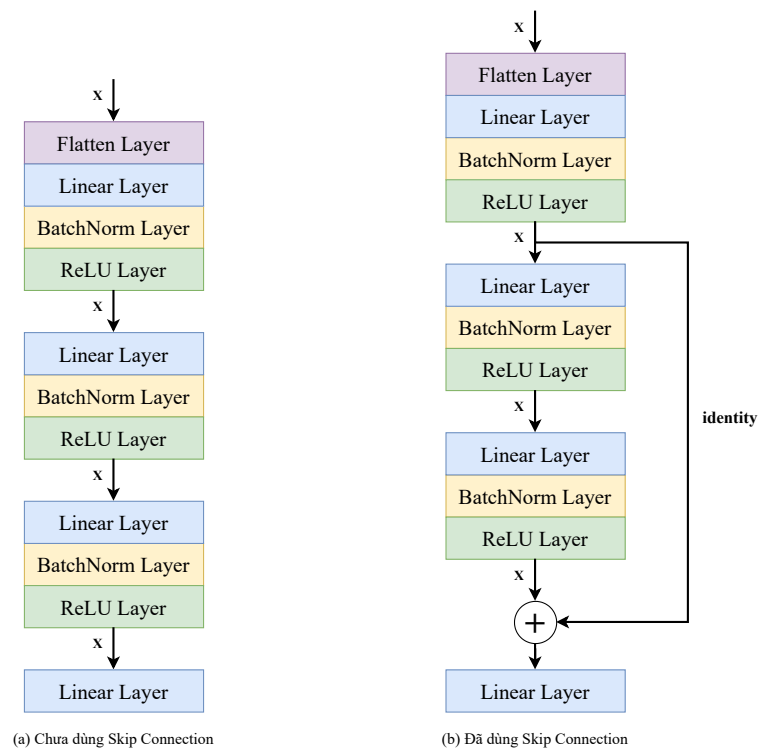 X
Flatten Layer
Linear Layer
BatchNorm Layer
ReLU Layer
X
Linear Layer
BatchNorm Layer
ReLU Layer
X
Linear Layer
BatchNorm Layer
ReLU Layer
X
Linear Layer
(a) Chưa dùng Skip Connection
X
Flatten Layer
Linear Layer
BatchNorm Layer
ReLU Layer
X
Linear Layer
BatchNorm Layer
ReLU Layer
X
identity
Linear Layer
BatchNorm Layer
ReLU Layer
X
+
Linear Layer
(b) Đã dùng Skip Connection